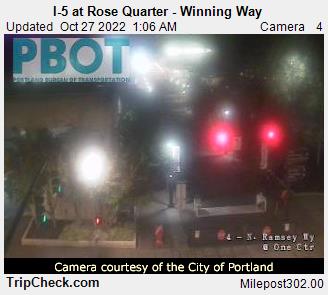 I-5 at Rose Quarter - Winning Way
Updated Oct 27 2022 1:06 AM Camera 4
PBOT
PORTLAND BUREAU OF TRANSPORTATION
4 - N. Ramsey Wy
@ One Ctr
Camera courtesy of the City of Portland
TripCheck.com Milepost302.00